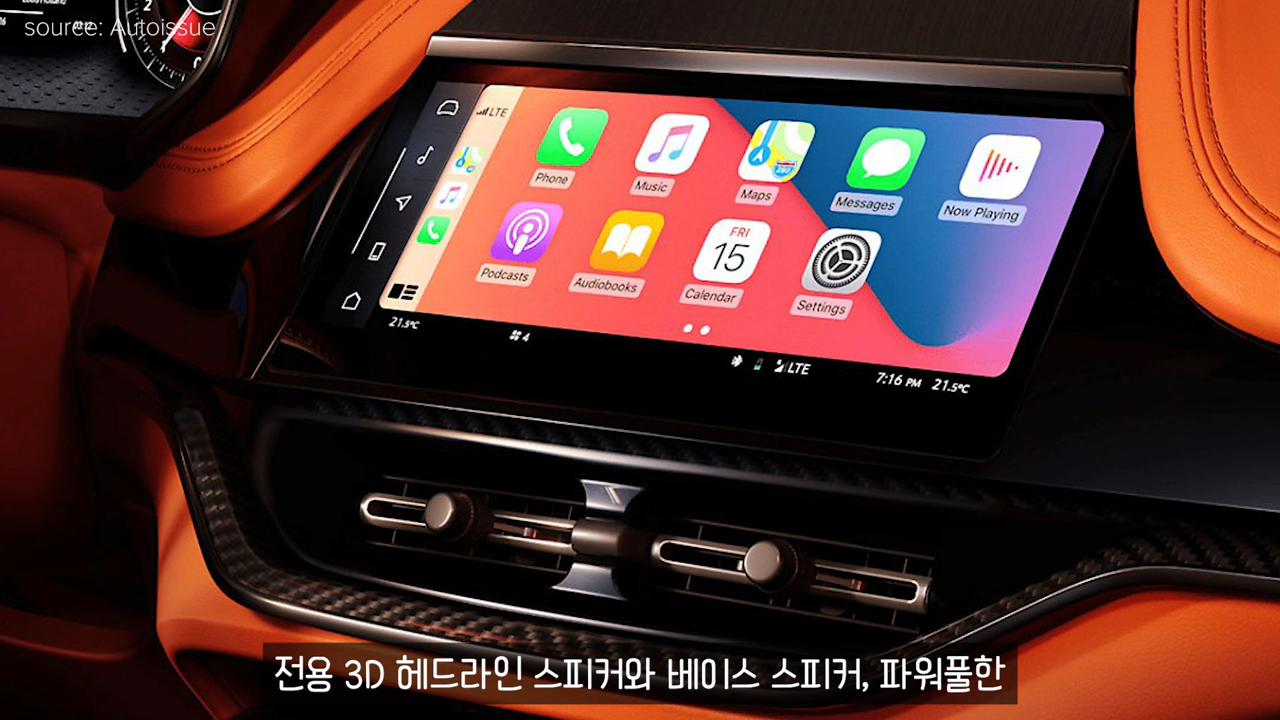 source: Autoissue
LTE
Phone
Music
Maps
280
Messages
Now Playing
Podcasts
Audiobooks
FRI
15
Calendar
Settings
21.5°C
4
LTE
7:16 PM
21.5°C
전용 3D 헤드라인 스피커와 베이스 스피커, 파워풀한